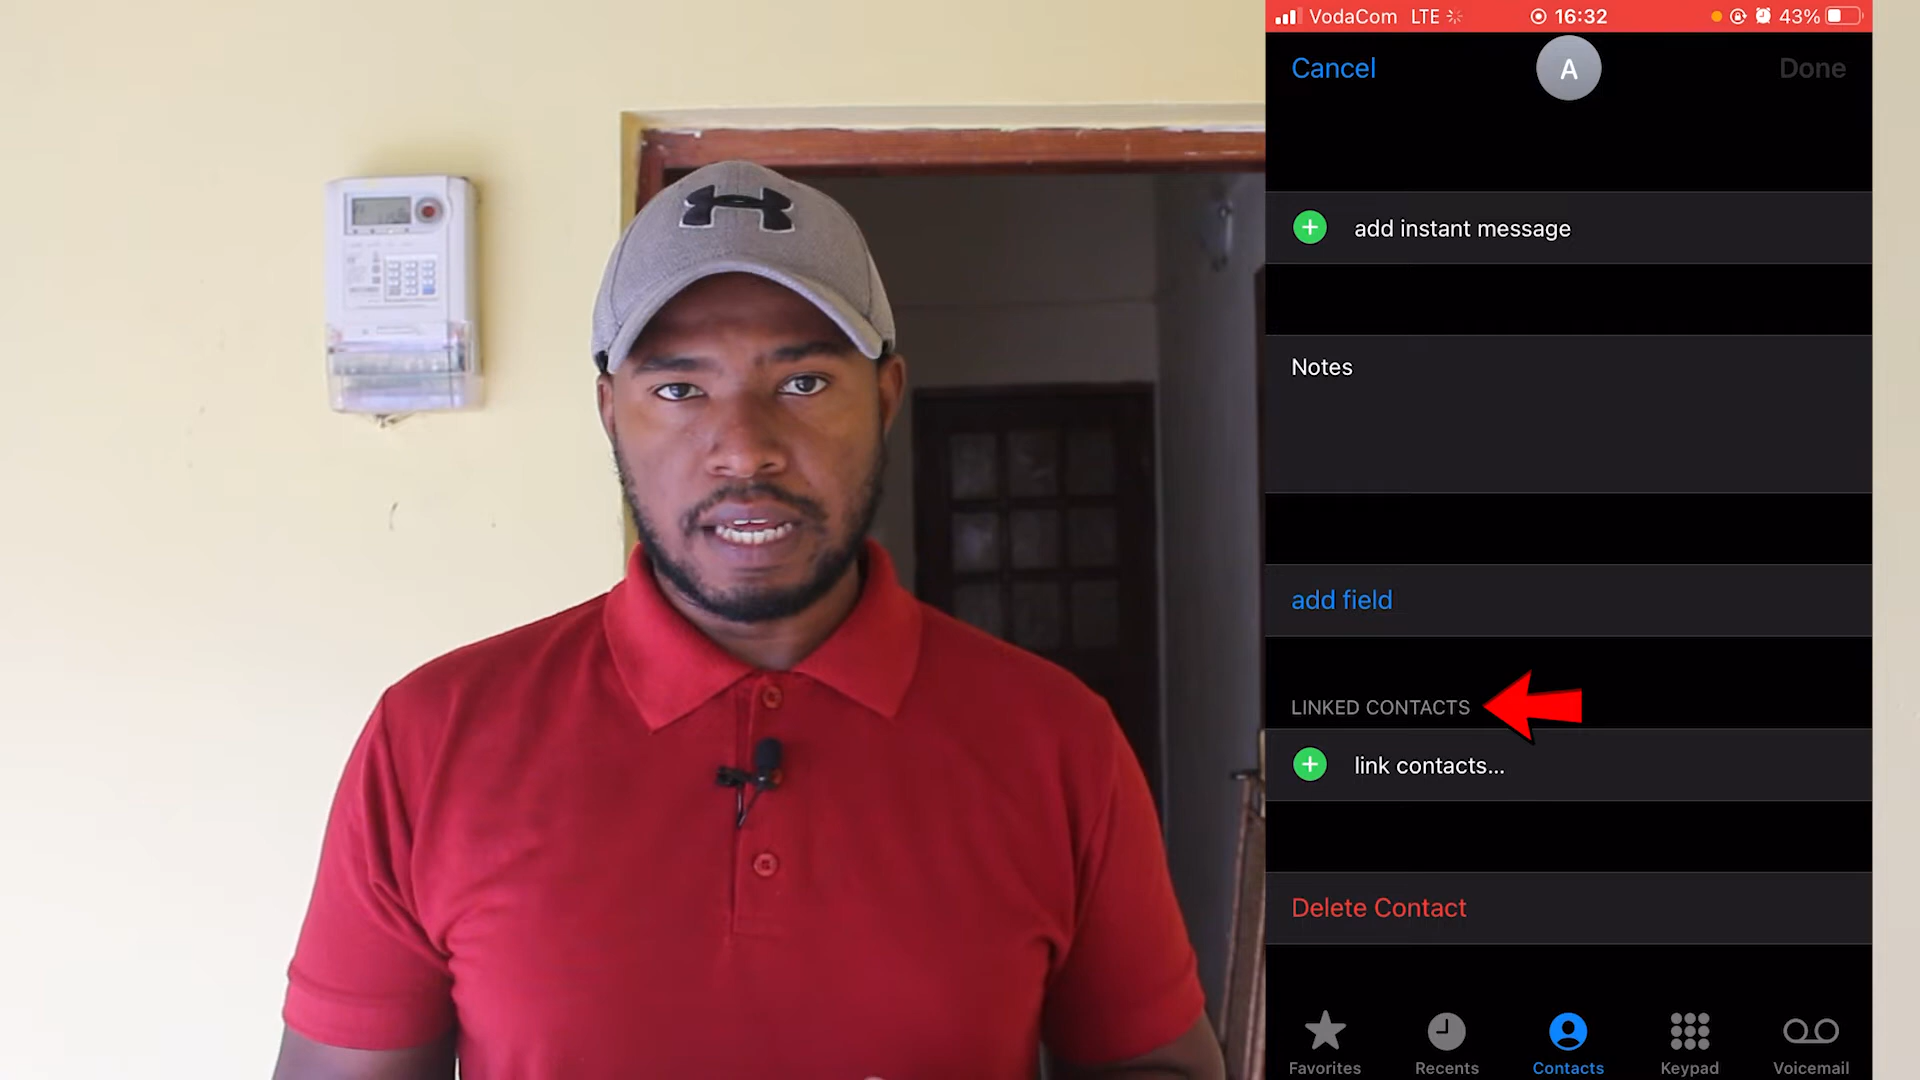 VodaCom LTE 16:32 43%
Cancel A Done
add instant message
Notes
add field
LINKED CONTACTS
link contacts...
Delete Contact
Favorites Recents Contacts Keypad Voicemail